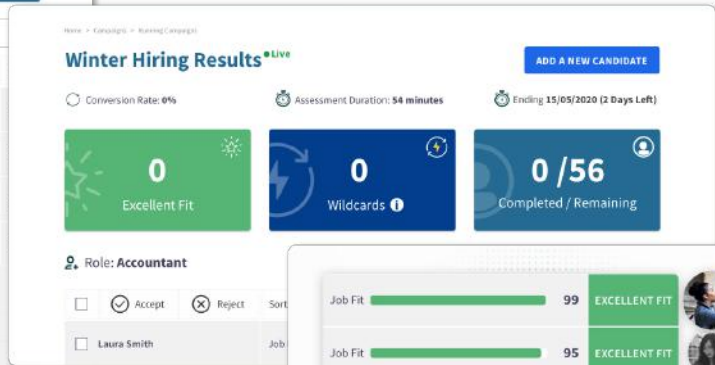 Home > Campaigns > Running Campaigns
Winter Hiring Results Live
ADD A NEW CANDIDATE
Conversion Rate: 0%
Assessment Duration: 54 minutes
Ending 15/05/2020 (2 Days Left)
0
Excellent Fit
0
Wildcards
0 /56
Completed / Remaining
Role: Accountant
Accept
Reject
Sort
Laura Smith
Job
Job Fit
99
EXCELLENT FIT
Job Fit
95
EXCELLENT FIT